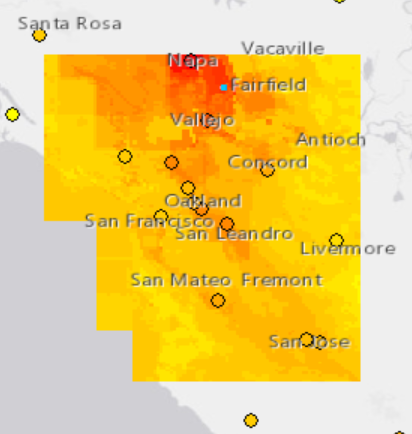 Santa Rosa
Vacaville
Napa
Fairfield
Vallejo
Antioch
Concord
Oakland
San Francisco
San Leandro
Livermore
San Mateo Fremont
San Jose